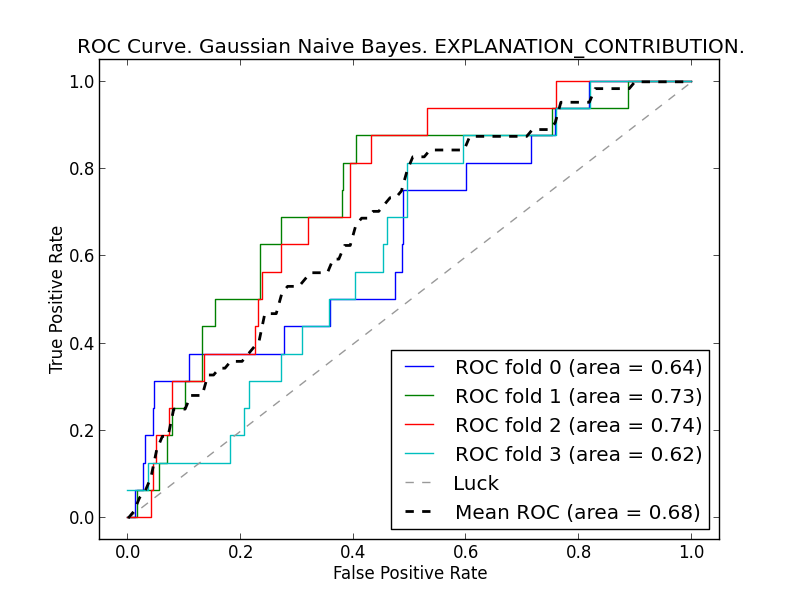 ROC Curve. Gaussian Naive Bayes. EXPLANATION_CONTRIBUTION.
True Positive Rate
1.0
0.8
0.6
0.4
0.2
0.0
ROC fold 0 (area = 0.64)
ROC fold 1 (area = 0.73)
ROC fold 2 (area = 0.74)
ROC fold 3 (area = 0.62)
Luck
Mean ROC (area = 0.68)
0.0 0.2 0.4 0.6 0.8 1.0
False Positive Rate